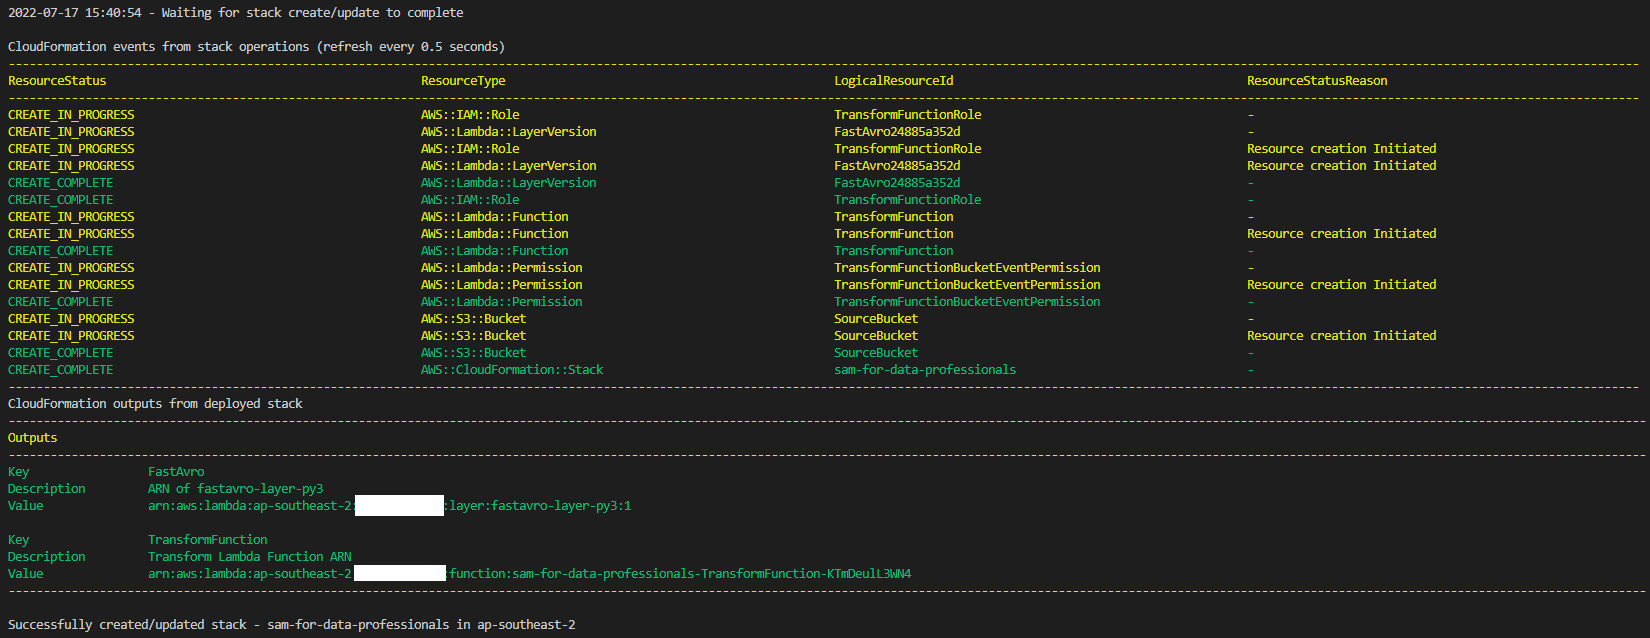 2022-07-17 15:40:54 - Waiting for stack create/update to complete
CloudFormation events from stack operations (refresh every 0.5 seconds)
ResourceStatus ResourceType LogicalResourceId ResourceStatusReason
CREATE_IN_PROGRESS AWS::IAM::Role TransformFunctionRole -
CREATE_IN_PROGRESS AWS::Lambda::LayerVersion FastAvro24885a352d -
CREATE_IN_PROGRESS AWS::IAM::Role TransformFunctionRole Resource creation Initiated
CREATE_IN_PROGRESS AWS::Lambda::LayerVersion FastAvro24885a352d Resource creation Initiated
CREATE_COMPLETE AWS::Lambda::LayerVersion FastAvro24885a352d -
CREATE_COMPLETE AWS::IAM::Role TransformFunctionRole -
CREATE_IN_PROGRESS AWS::Lambda::Function TransformFunction -
CREATE_IN_PROGRESS AWS::Lambda::Function TransformFunction Resource creation Initiated
CREATE_COMPLETE AWS::Lambda::Function TransformFunction -
CREATE_IN_PROGRESS AWS::Lambda::Permission TransformFunctionBucketEventPermission -
CREATE_IN_PROGRESS AWS::Lambda::Permission TransformFunctionBucketEventPermission Resource creation Initiated
CREATE_COMPLETE AWS::Lambda::Permission TransformFunctionBucketEventPermission -
CREATE_IN_PROGRESS AWS::S3::Bucket SourceBucket -
CREATE_IN_PROGRESS AWS::S3::Bucket SourceBucket Resource creation Initiated
CREATE_COMPLETE AWS::S3::Bucket SourceBucket -
CREATE_COMPLETE AWS::CloudFormation::Stack sam-for-data-professionals -
CloudFormation outputs from deployed stack
Outputs
Key FastAvro
Description ARN of fastavro-layer-py3
Value arn:aws:lambda:ap-southeast-2: :layer:fastavro-layer-py3:1
Key TransformFunction
Description Transform Lambda Function ARN
Value arn:aws:lambda:ap-southeast-2 :function:sam-for-data-professionals-TransformFunction-KTmDeulL3WN4
Successfully created/updated stack - sam-for-data-professionals in ap-southeast-2